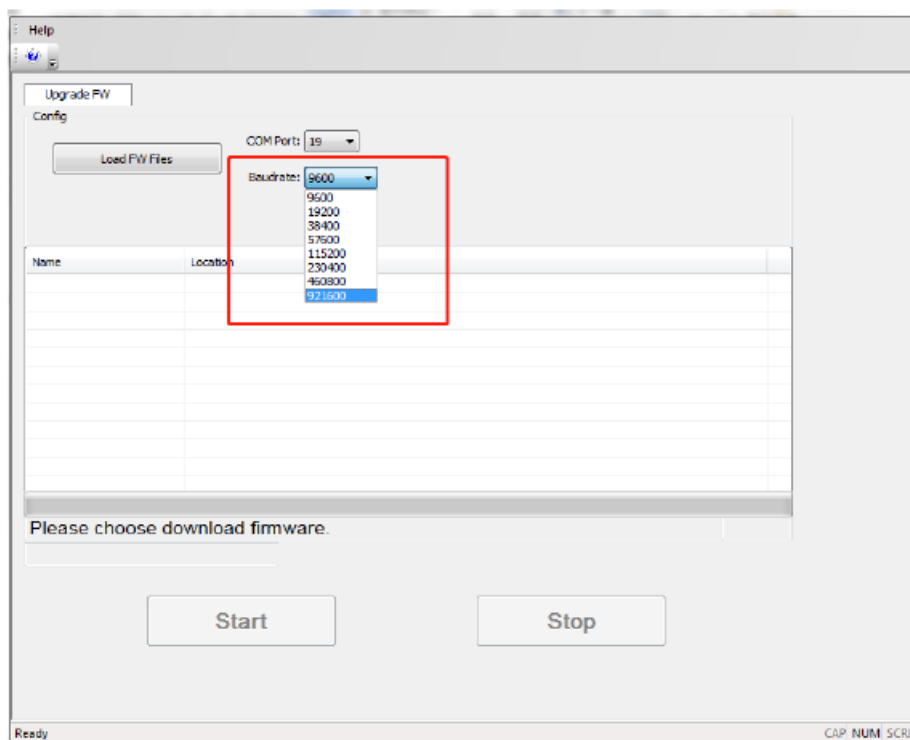 Help
Upgrade FW
Config
Load FW Files
COM Port: 19
Baudrate: 9600
9600
19200
38400
57600
115200
230400
460800
921600
Name Location
Please choose download firmware.
Start Stop
Ready CAP NUM SCR